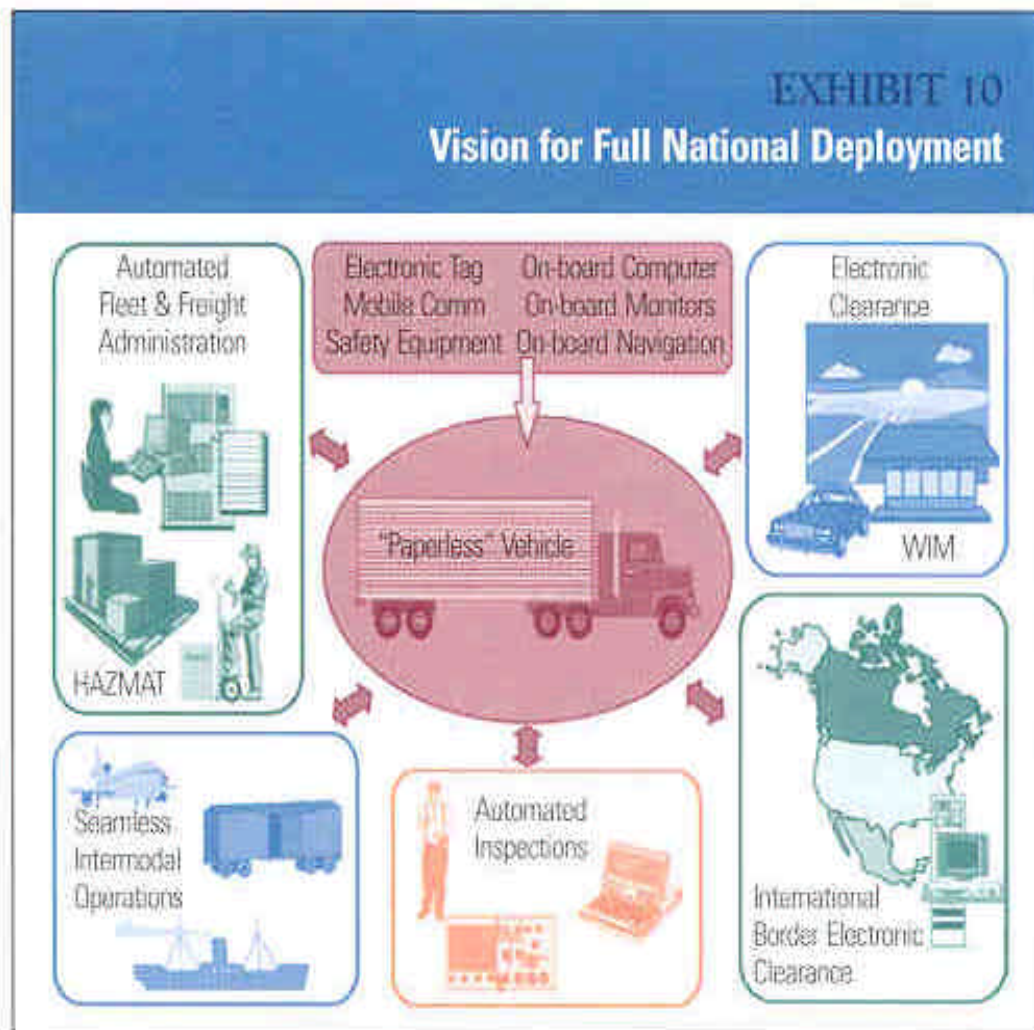 EXHIBIT 10
Vision for Full National Deployment
Automated
Fleet & Freight
Administration
HAZMAT
Electronic Tag On-board Computer
Mobile Comm On-board Monitors
Safety Equipment On-board Navigation
Electronic
Clearance
WIM
"Paperless" Vehicle
Seamless
Intermodal
Operations
Automated
Inspections
International
Border Electronic
Clearance